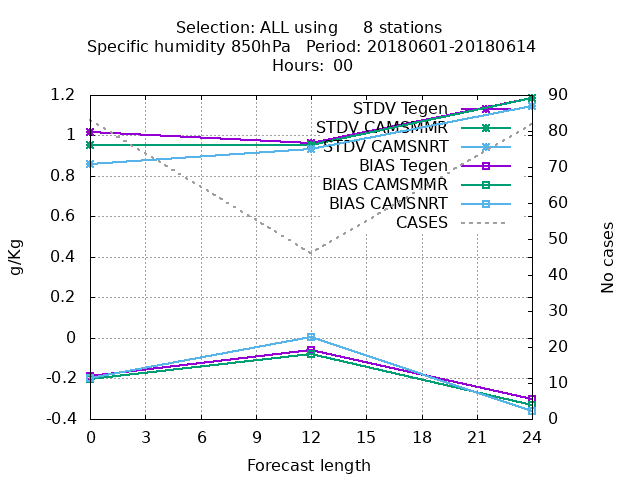 Selection: ALL using     8 stations
Specific humidity 850hPa   Period: 20180601-20180614
Hours: 00
STDV Tegen
STDV CAMSMMR
STDV CAMSNRT
BIAS Tegen
BIAS CAMSMMR
BIAS CAMSNRT
CASES
1.2
1
0.8
0.6
0.4
0.2
0
-0.2
-0.4
g/Kg
90
80
70
60
50
40
30
20
10
0
No cases
0 3 6 9 12 15 18 21 24
Forecast length